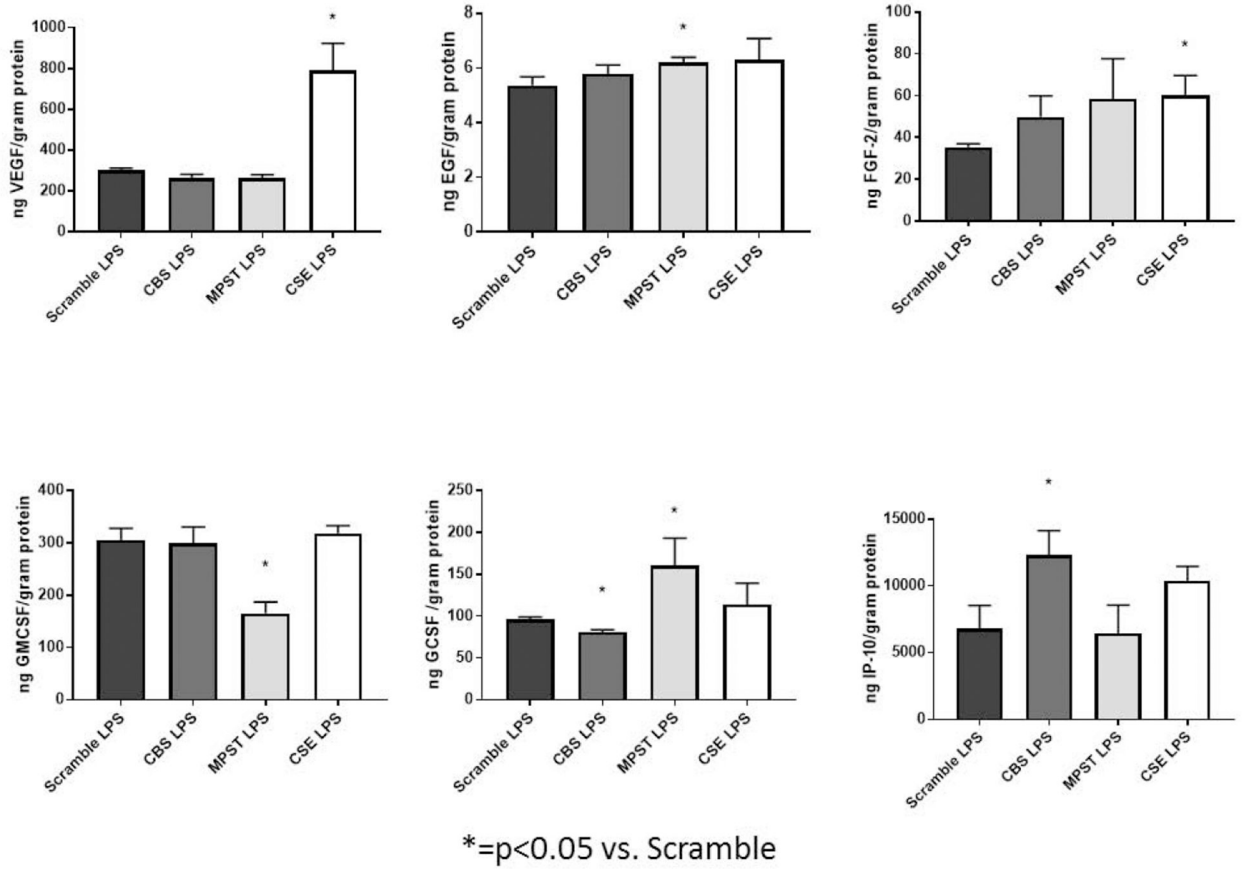 ng VEGF/gram protein
1000
800
600
400
200
0
*
Scramble LPS
CBS LPS
MPST LPS
CSE LPS
ng EGF/gram protein
8
6
4
2
0
*
Scramble LPS
CBS LPS
MPST LPS
CSE LPS
ng FGF-2/gram protein
100
80
60
40
20
0
*
Scramble LPS
CBS LPS
MPST LPS
CSE LPS
ng GMCSF/gram protein
400
300
200
100
0
*
Scramble LPS
CBS LPS
MPST LPS
CSE LPS
ng GCSF /gram protein
250
200
150
100
50
0
*
*
Scramble LPS
CBS LPS
MPST LPS
CSE LPS
ng IP-10/gram protein
15000
10000
5000
0
*
Scramble LPS
CBS LPS
MPST LPS
CSE LPS
*=p<0.05 vs. Scramble